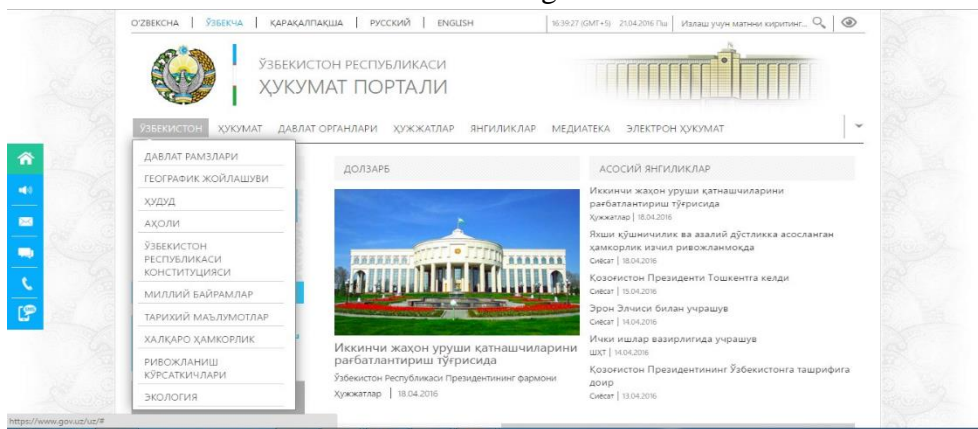 O'ZBEKCHA | ЎЗБЕКЧА | ҚАРАҚАЛПАҚША | РУССКИЙ | ENGLISH
16:39:27 (GMT+5) 21.04.2016 Пш | Излаш учун матнни киритинг...
ЎЗБЕКИСТОН РЕСПУБЛИКАСИ
ҲУКУМАТ ПОРТАЛИ
ЎЗБЕКИСТОН ҲУКУМАТ ДАВЛАТ ОРГАНЛАРИ ҲУЖЖАТЛАР ЯНГИЛИКЛАР МЕДИАТЕКА ЭЛЕКТРОН ҲУКУМАТ
ДАВЛАТ РАМЗЛАРИ
ГЕОГРАФИК ЖОЙЛАШУВИ
ҲУДУД
АҲОЛИ
ЎЗБЕКИСТОН
РЕСПУБЛИКАСИ
КОНСТИТУЦИЯСИ
МИЛЛИЙ БАЙРАМЛАР
ТАРИХИЙ МАЪЛУМОТЛАР
ХАЛҚАРО ҲАМКОРЛИК
РИВОЖЛАНИШ
КЎРСАТКИЧЛАРИ
ЭКОЛОГИЯ
ДОЛЗАРБ
Иккинчи жаҳон уруши қатнашчиларини
рағбатлантириш тўғрисида
Ўзбекистон Республикаси Президентининг фармони
Ҳужжатлар | 18.04.2016
АСОСИЙ ЯНГИЛИКЛАР
Иккинчи жаҳон уруши қатнашчиларини
рағбатлантириш тўғрисида
Ҳужжатлар | 18.04.2016
Яхши қўшничилик ва азалий дўстликка асосланган
ҳамкорлик изчил ривожланмоқда
Сиёсат | 18.04.2016
Қозоғистон Президенти Тошкентга келди
Сиёсат | 15.04.2016
Эрон Элчиси билан учрашув
Сиёсат | 14.04.2016
Ички ишлар вазирлигида учрашув
ШХТ | 14.04.2016
Қозоғистон Президентининг Ўзбекистонга ташрифига
доир
Сиёсат | 13.04.2016
https://www.gov.uz/uz/#